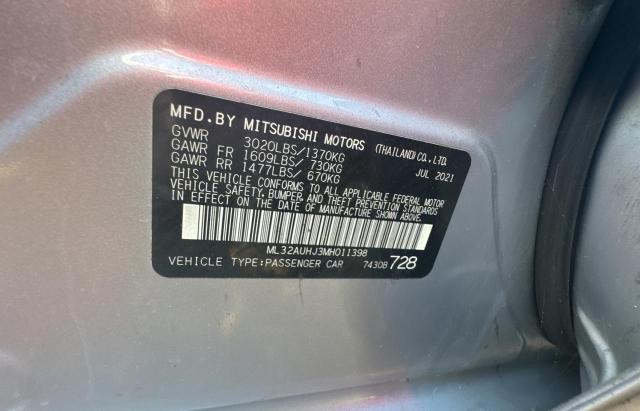 MFD.BY MITSUBISHI MOTORS (THAILAND) CO., LTD.
GVWR 3020LBS/1370KG JUL 2021
GAWR FR 1609LBS/ 730KG
GAWR RR 1477LBS/ 670KG
THIS VEHICLE CONFORMS TO ALL APPLICABLE FEDERAL MOTOR
VEHICLE SAFETY, BUMPER, AND THEFT PREVENTION STANDARDS
IN EFFECT ON THE DATE OF MANUFACTURE SHOWN ABOVE.
ML32AUHJ3MH011398
VEHICLE TYPE:PASSENGER CAR 7430B 728